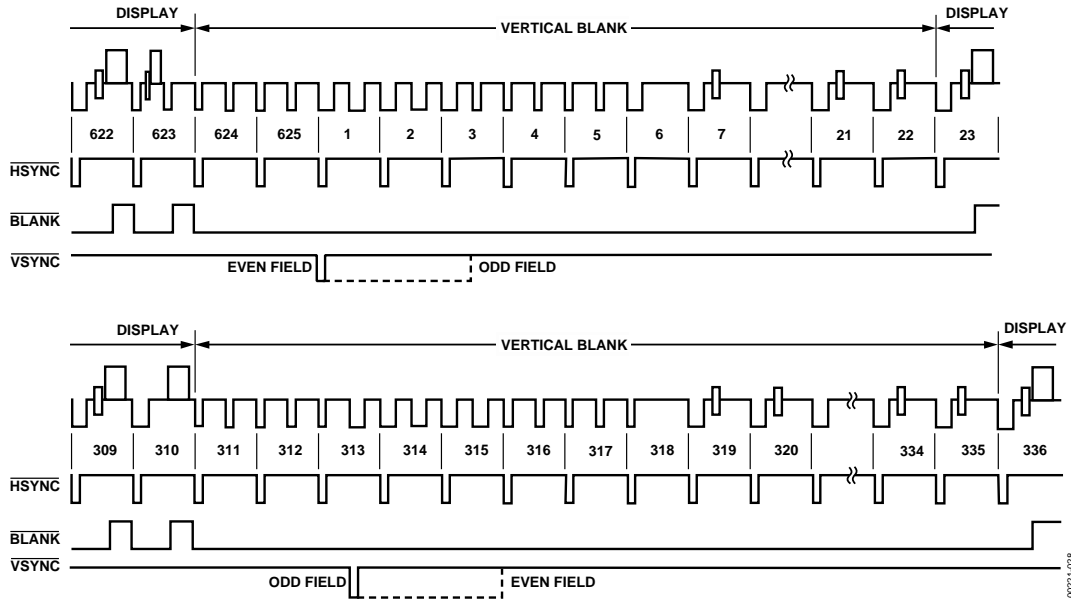 DISPLAY VERTICAL BLANK DISPLAY
622 623 624 625 1 2 3 4 5 6 7 21 22 23
HSYNC
BLANK
VSYNC
EVEN FIELD ODD FIELD
DISPLAY VERTICAL BLANK DISPLAY
309 310 311 312 313 314 315 316 317 318 319 320 334 335 336
HSYNC
BLANK
VSYNC
ODD FIELD EVEN FIELD
00221-028